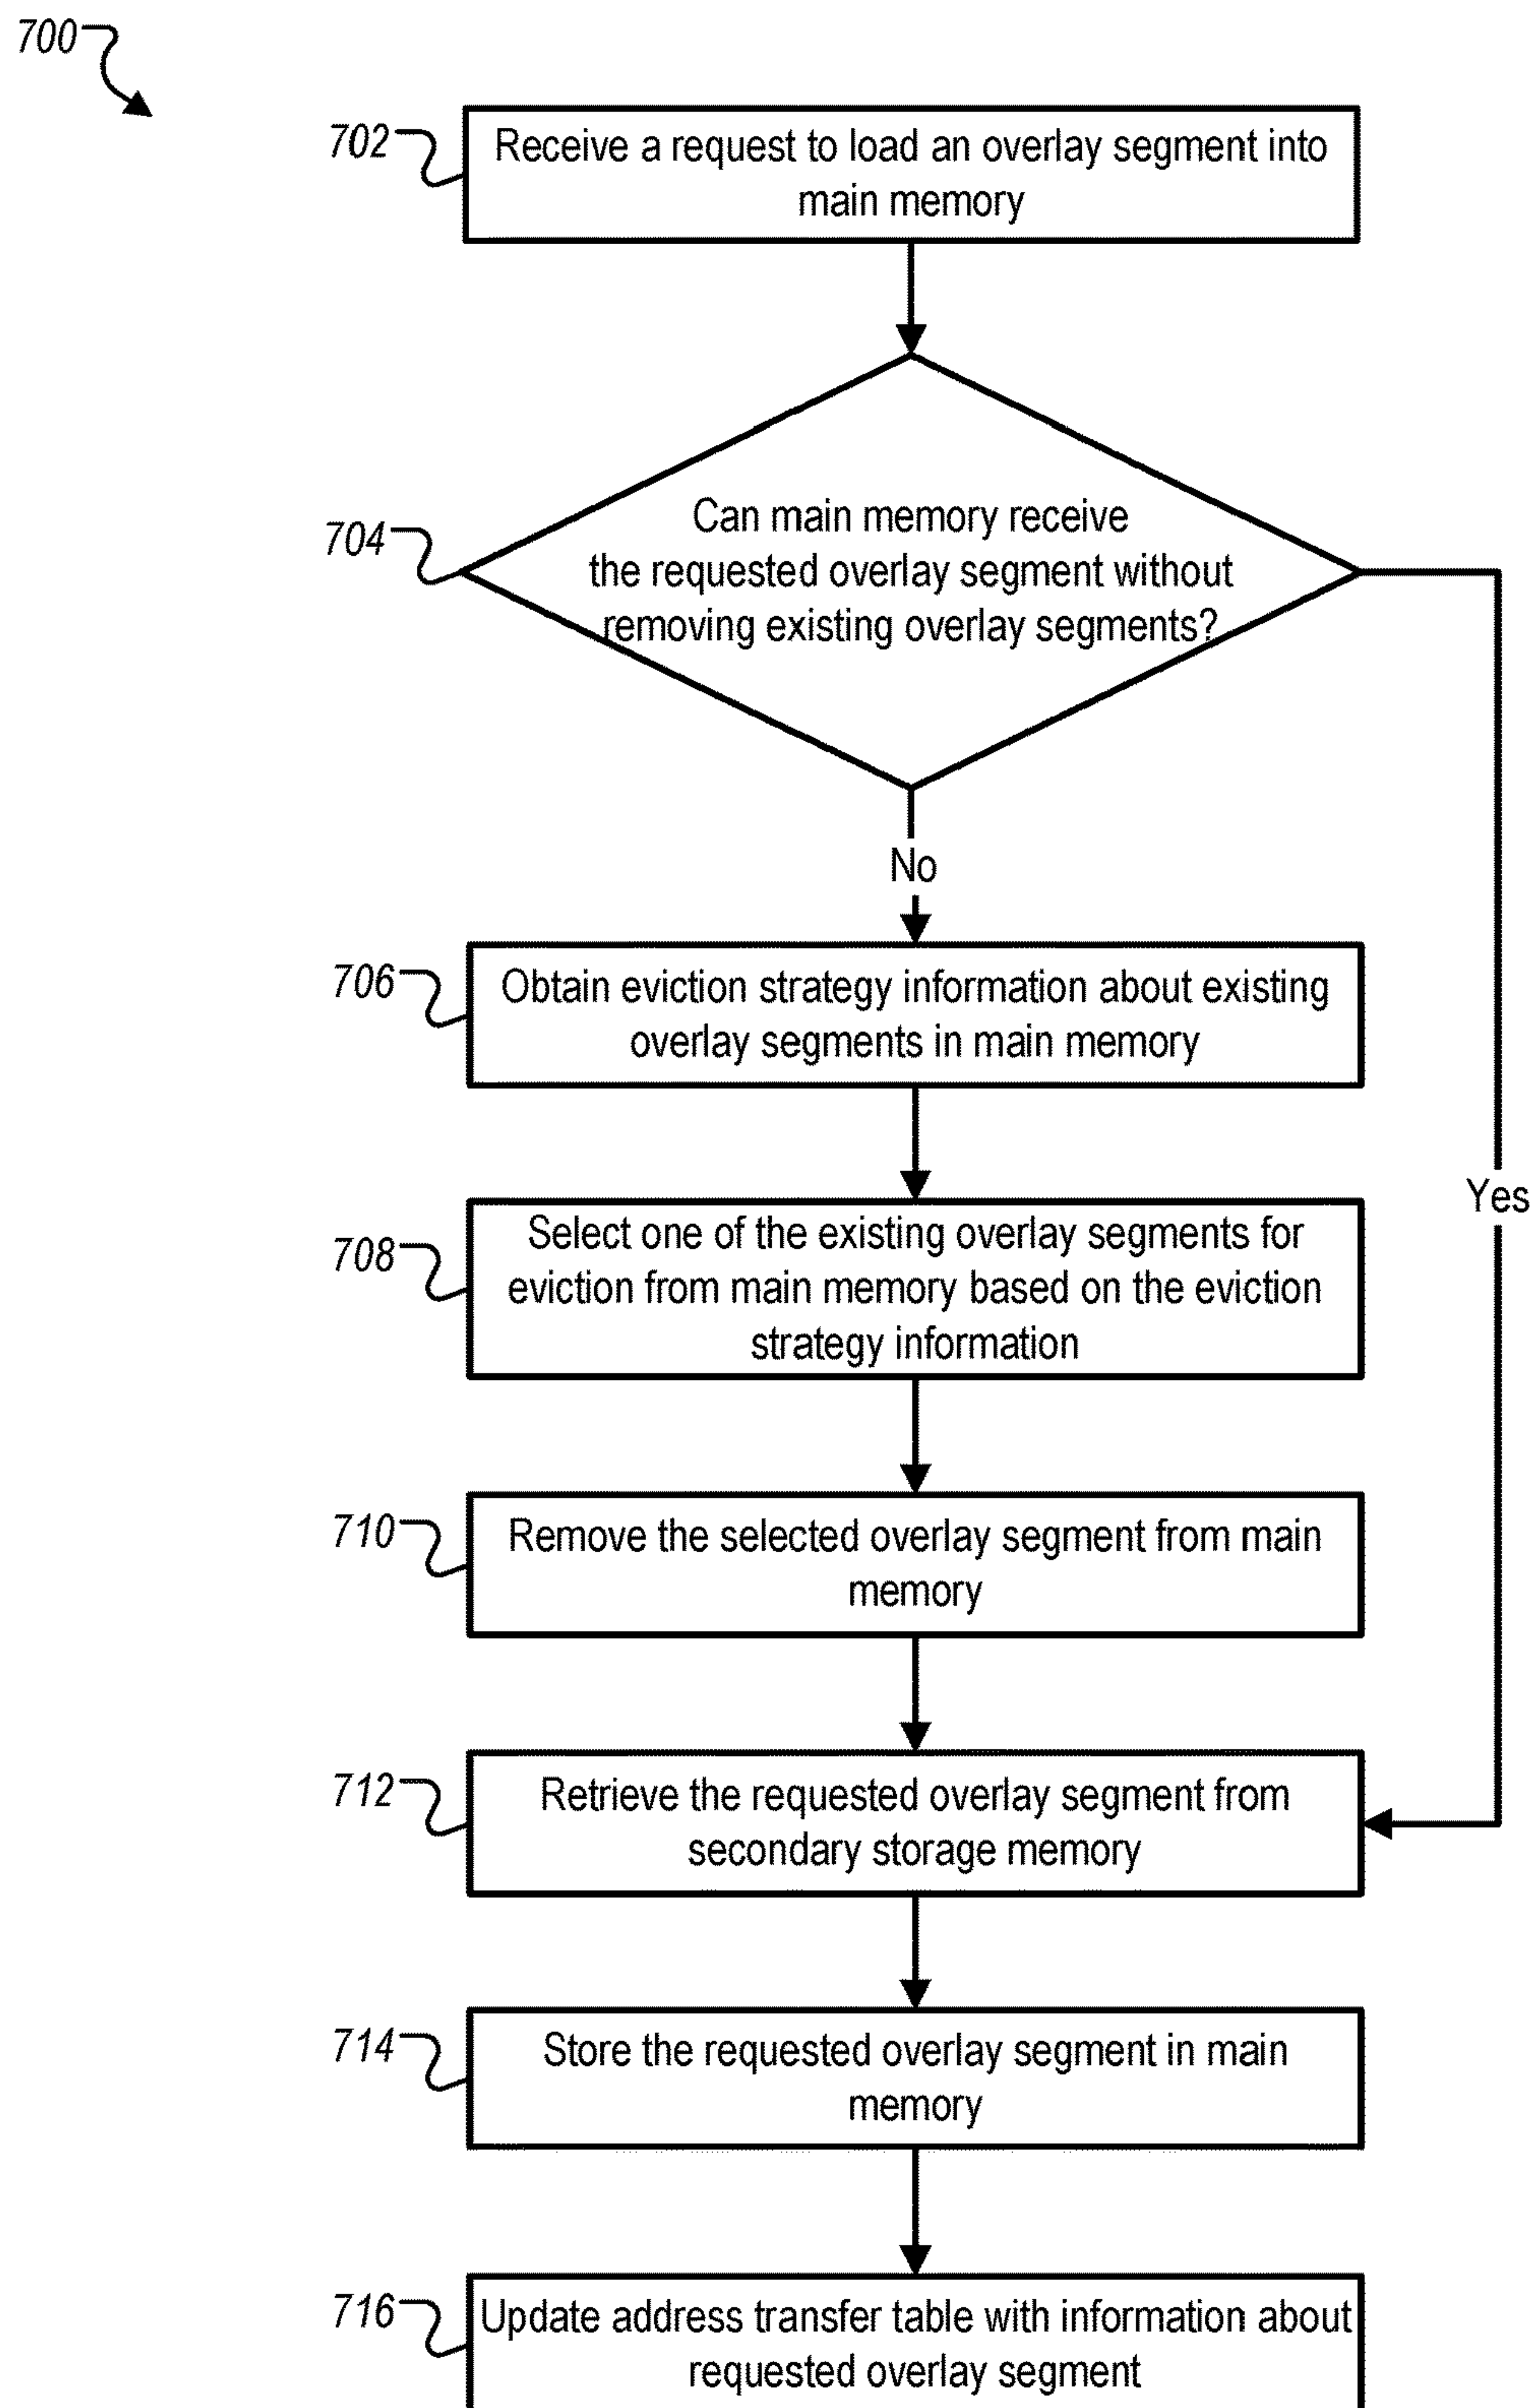 700
702
Receive a request to load an overlay segment into
main memory
704
Can main memory receive
the requested overlay segment without
removing existing overlay segments?
No
706
Obtain eviction strategy information about existing
overlay segments in main memory
708
Select one of the existing overlay segments for
eviction from main memory based on the eviction
strategy information
Yes
710
Remove the selected overlay segment from main
memory
712
Retrieve the requested overlay segment from
secondary storage memory
714
Store the requested overlay segment in main
memory
716
Update address transfer table with information about
requested overlay segment